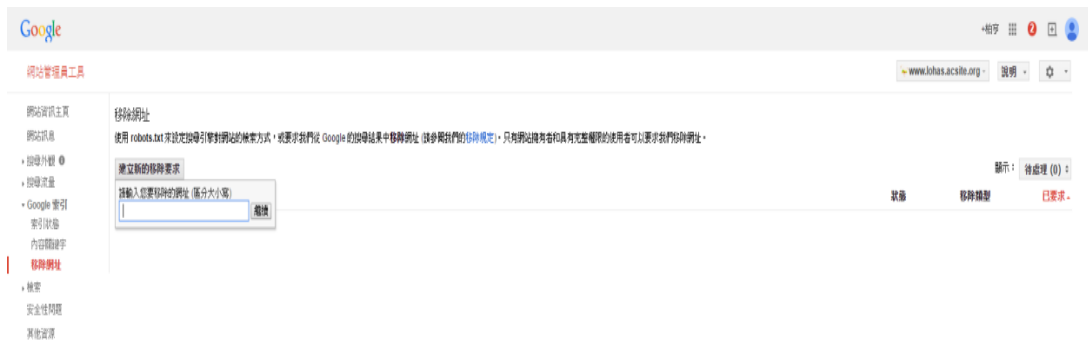 Google
+柏亨
2
網站管理員工具
www.lohas.acsite.org
說明
網站資訊主頁
網站訊息
搜尋外觀
搜尋流量
Google 索引
索引狀態
內容關鍵字
移除網址
檢索
安全性問題
其他資源
移除網址
使用 robots.txt 來設定搜尋引擎對網站的檢索方式，或要求我們從 Google 的搜尋結果中移除網址 (請參閱我們的移除規定)。只有網站擁有者和具有完整權限的使用者可以要求我們移除網址。
建立新的移除要求
顯示： 待處理 (0)
請輸入您要移除的網址 (區分大小寫)
繼續
狀態 移除類型 已要求